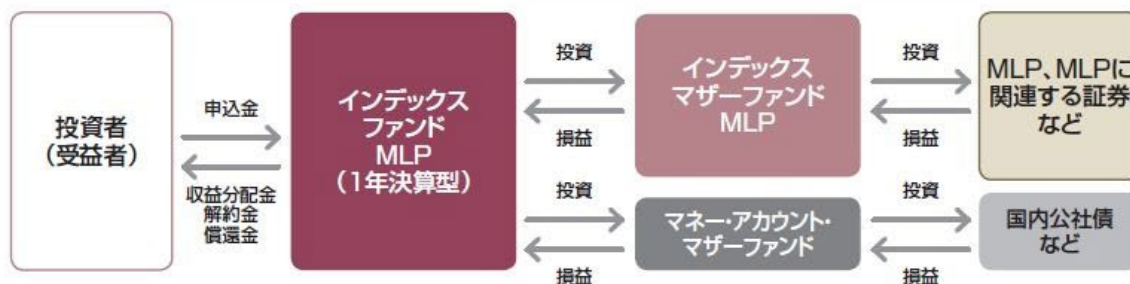 投資者
（受益者）
申込金
収益分配金
解約金
償還金
インデックス
ファンド
MLP
（1年決算型）
投資
損益
投資
損益
インデックス
マザーファンド
MLP
マネー・アカウント・
マザーファンド
投資
損益
投資
損益
MLP、MLPに
関連する証券
など
国内公社債
など